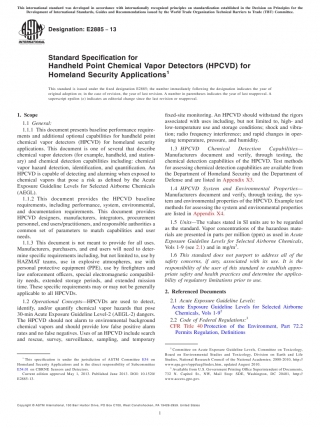 This international standard was developed in accordance with internationally recognized principles on standardization established in the Decision on Principles for the
Development of International Standards, Guides and Recommendations issued by the World Trade Organization Technical Barriers to Trade (TBT) Committee.
Designation: E2885 − 13
Standard Specification for
Handheld Point Chemical Vapor Detectors (HPCVD) for
Homeland Security Applications1
This standard is issued under the fixed designation E2885; the number immediately following the designation indicates the year of
original adoption or, in the case of revision, the year of last revision. A number in parentheses indicates the year of last reapproval. A
superscript epsilon (ε) indicates an editorial change since the last revision or reapproval.
1. Scope
1.1 General:
1.1.1 This document presents baseline performance require-
ments and additional optional capabilities for handheld point
chemical vapor detectors (HPCVD) for homeland security
applications. This document is one of several that describe
chemical vapor detectors (for example, handheld and station-
ary) and chemical detection capabilities including: chemical
vapor hazard detection, identification, and quantification. An
HPCVD is capable of detecting and alarming when exposed to
chemical vapors that pose a risk as defined by the Acute
Exposure Guideline Levels for Selected Airborne Chemicals
(AEGL).
1.1.2 This document provides the HPCVD baseline
requirements, including performance, system, environmental,
and documentation requirements. This document provides
HPCVD designers, manufacturers, integrators, procurement
personnel, end users/practitioners, and responsible authorities a
common set of parameters to match capabilities and user
needs.
1.1.3 This document is not meant to provide for all uses.
Manufacturers, purchasers, and end users will need to deter-
mine specific requirements including, but not limited to, use by
HAZMAT teams, use in explosive atmospheres, use with
personal protective equipment (PPE), use by firefighters and
law enforcement officers, special electromagnetic compatibil-
ity needs, extended storage periods, and extended mission
time. These specific requirements may or may not be generally
applicable to all HPCVDs.
1.2 Operational Concepts—HPCVDs are used to detect,
identify, and/or quantify chemical vapor hazards that pose
30-min Acute Exposure Guideline Level-2 (AEGL-2) dangers.
The HPCVD should not alarm to environmental background
chemical vapors and should provide low false positive alarm
rates and no false negatives. Uses of an HPCVD include search
and rescue, survey, surveillance, sampling, and temporary
fixed-site monitoring. An HPCVD should withstand the rigors
associated with uses including, but not limited to, high- and
low-temperature use and storage conditions; shock and vibra-
tion; radio frequency interference; and rapid changes in oper-
ating temperature, pressure, and humidity.
1.3 HPCVD Chemical Detection Capabilities—
Manufacturers document and verify, through testing, the
chemical detection capabilities of the HPCVD. Test methods
for assessing chemical detection capabilities are available from
the Department of Homeland Security and the Department of
Defense and are listed in Appendix X3.
1.4 HPCVD System and Environmental Properties—
Manufacturers document and verify, through testing, the sys-
tem and environmental properties of the HPCVD. Example test
methods for assessing the system and environmental properties
are listed in Appendix X4.
1.5 Units—The values stated in SI units are to be regarded
as the standard. Vapor concentrations of the hazardous mate-
rials are presented in parts per million (ppm) as used in Acute
Exposure Guideline Levels for Selected Airborne Chemicals,
Vols 1-9 (see 2.1) and in mg/m3.
1.6 This standard does not purport to address all of the
safety concerns, if any, associated with its use. It is the
responsibility of the user of this standard to establish appro-
priate safety and health practices and determine the applica-
bility of regulatory limitations prior to use.
2. Referenced Documents
2.1 Acute Exposure Guideline Levels:
Acute Exposure Guideline Levels for Selected Airborne
Chemicals, Vols 1-92
2.2 Code of Federal Regulations:3
CFR Title 40 Protection of the Environment, Part 72.2
Permits Regulation, Definitions
1 This specification is under the jurisdiction of ASTM Committee E54 on
Homeland Security Applications and is the direct responsibility of Subcommittee
E54.01 on CBRNE Sensors and Detectors.
Current edition approved
2 Committee on Acute Exposure Guideline Levels; Committee on Toxicology;
Board on Environmental Studies and Toxicology; Division on Earth and Life
Studies; National Research Council of the National Academies;
3 Available from U.S. Government Printing Office Superintendent of Documents,
732 N. Capitol St., NW, Mail Stop: SDE, Washington, DC 20401, http://
www.access.gpo.gov.
Copyright © ASTM International, 100 Barr Harbor Drive, PO Box C700, West Conshohocken, PA 19428-2959. United States
1